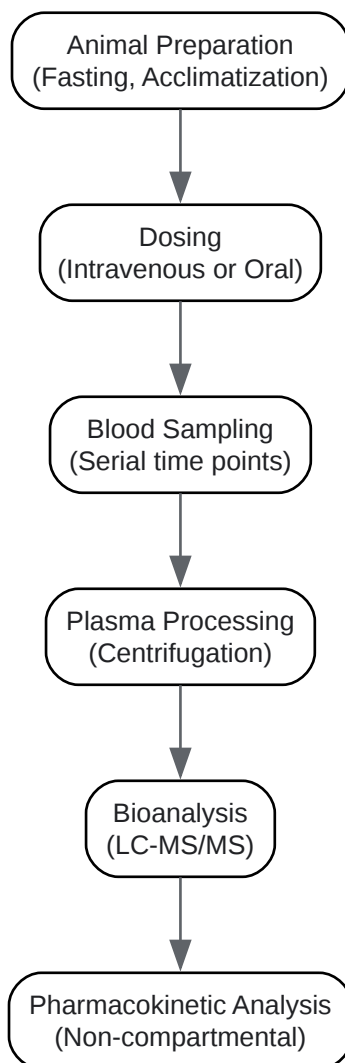 Animal Preparation
(Fasting, Acclimatization)
Dosing
(Intravenous or Oral)
Blood Sampling
(Serial time points)
Plasma Processing
(Centrifugation)
Bioanalysis
(LC-MS/MS)
Pharmacokinetic Analysis
(Non-compartmental)